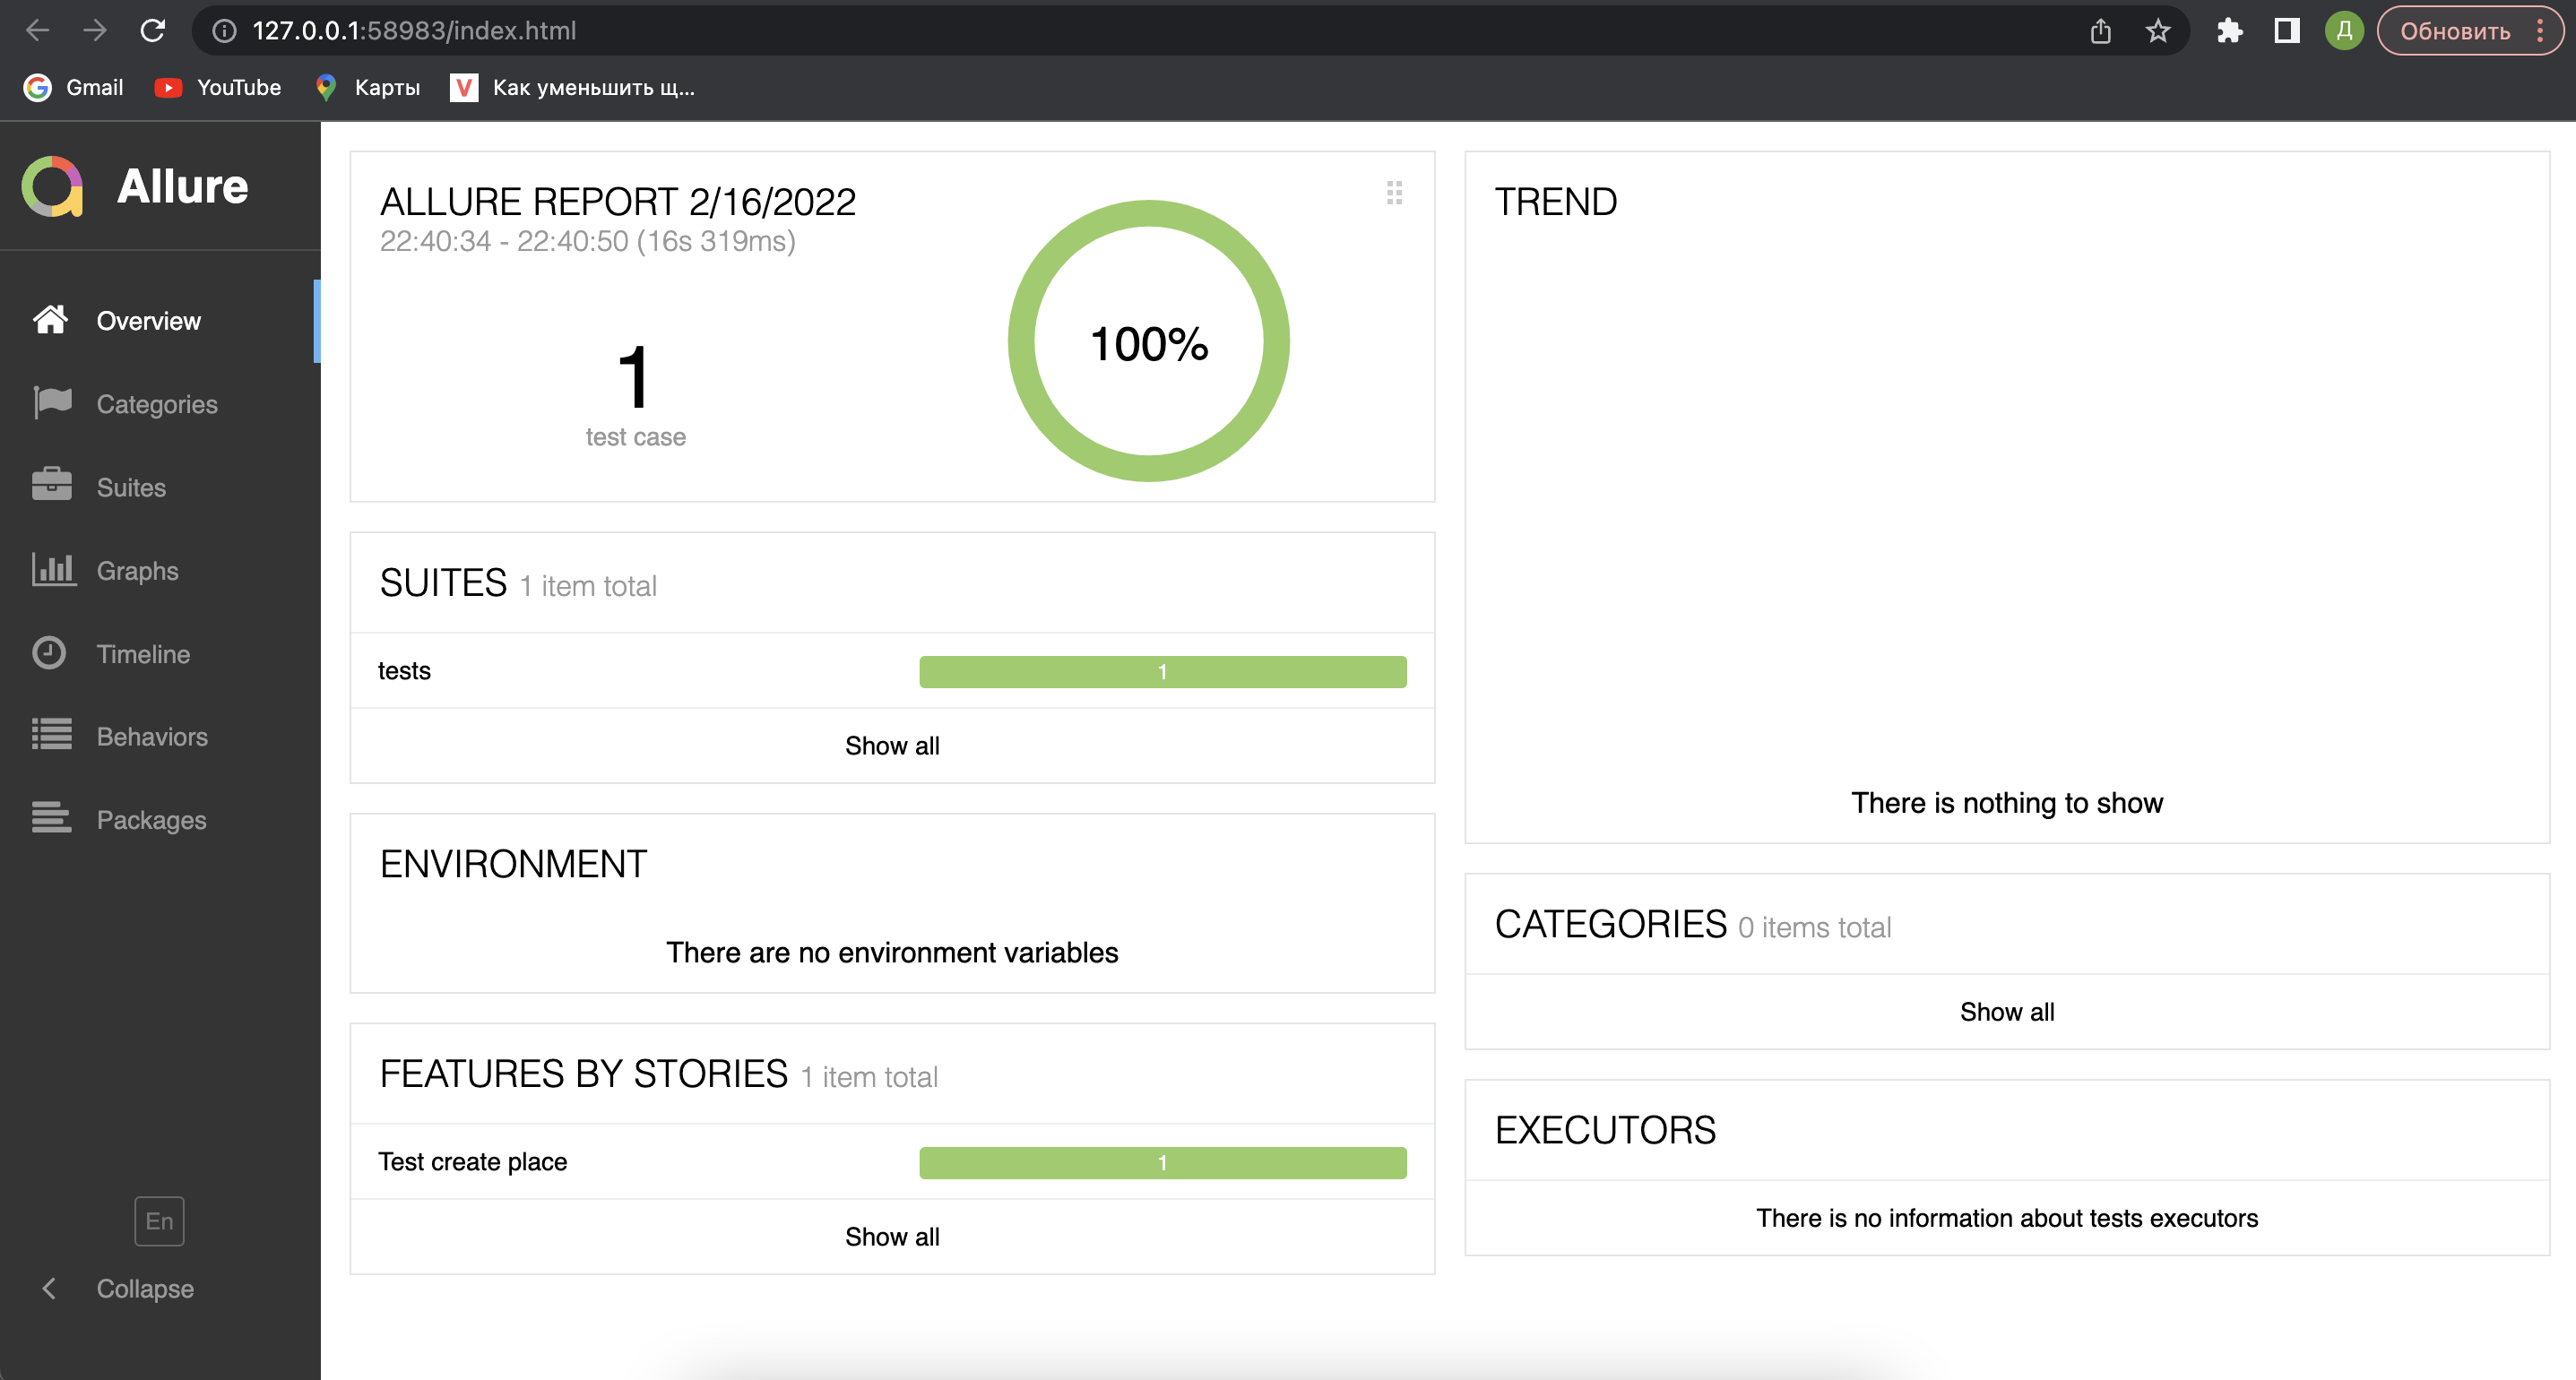 127.0.0.1:58983/index.html
Д
Обновить
Gmail
YouTube
Карты
V
Как уменьшить щ...
Allure
Overview
Categories
Suites
Graphs
Timeline
Behaviors
Packages
En
Collapse
ALLURE REPORT 2/16/2022
22:40:34 - 22:40:50 (16s 319ms)
1
test case
100%
SUITES 1 item total
tests 1
Show all
ENVIRONMENT
There are no environment variables
FEATURES BY STORIES 1 item total
Test create place 1
Show all
TREND
There is nothing to show
CATEGORIES 0 items total
Show all
EXECUTORS
There is no information about tests executors